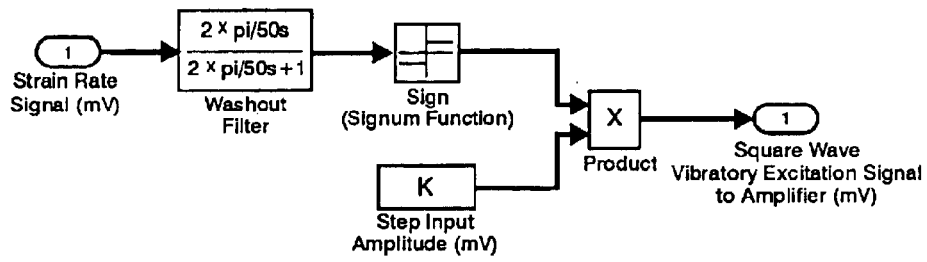 1
Strain Rate
Signal (mV)
2 x pi/50s
2 x pi/50s+1
Washout
Filter
Sign
(Signum Function)
K
Step Input
Amplitude (mV)
X
Product
1
Square Wave
Vibratory Excitation Signal
to Amplifier (mV)